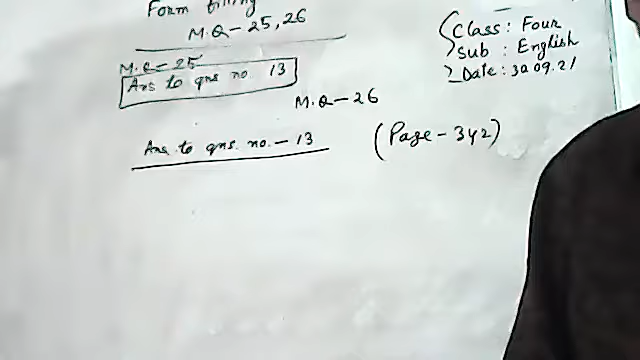 Form filling
M.Q-25,26
Class: Four
Sub: English
Date: 30.09.21
M.Q-25
Ans to qns no. 13
M.Q-26
Ans to qns. no.-13
(Page-342)